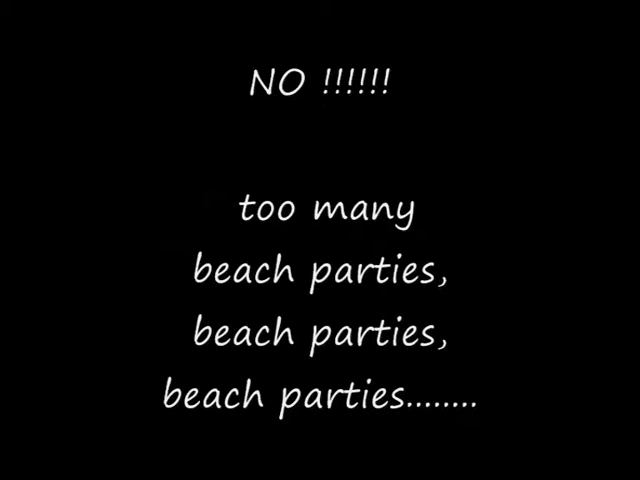 NO !!!!!!
too many
beach parties,
beach parties,
beach parties........